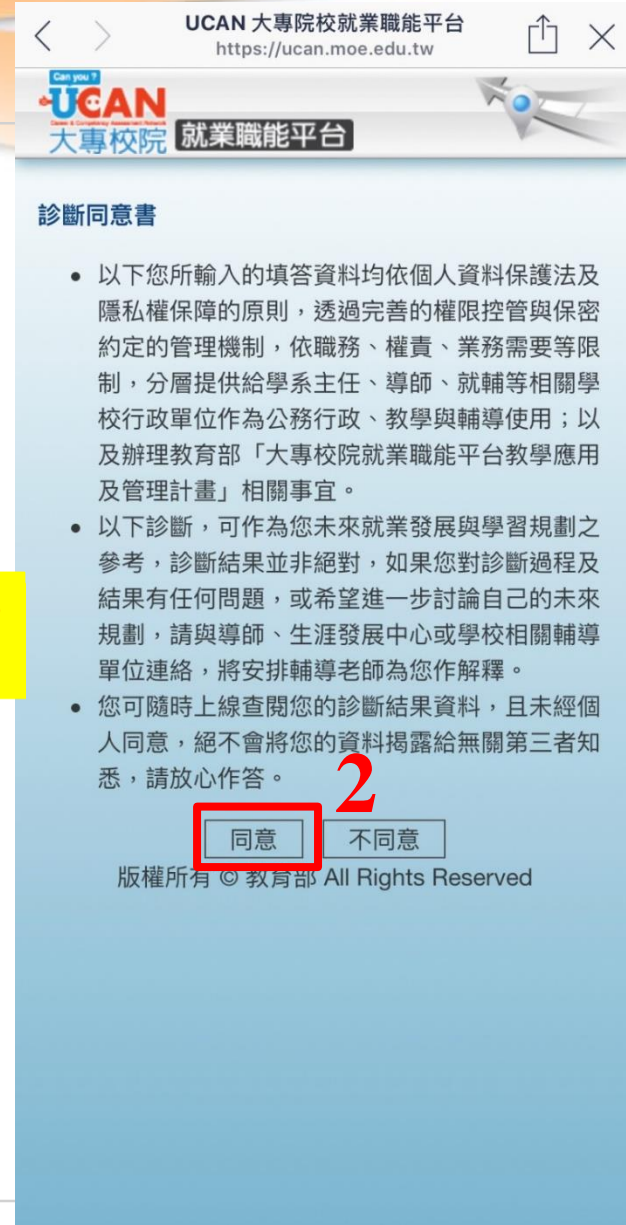 UCAN 大專院校就業職能平台
https://ucan.moe.edu.tw
Can you ?
UCAN
大專校院 就業職能平台
診斷同意書
• 以下您所輸入的填答資料均依個人資料保護法及
隱私權保障的原則，透過完善的權限控管與保密
約定的管理機制，依職務、權責、業務需要等限
制，分層提供給學系主任、導師、就輔等相關學
校行政單位作為公務行政、教學與輔導使用；以
及辦理教育部「大專校院就業職能平台教學應用
及管理計畫」相關事宜。
• 以下診斷，可作為您未來就業發展與學習規劃之
參考，診斷結果並非絕對，如果您對診斷過程及
結果有任何問題，或希望進一步討論自己的未來
規劃，請與導師、生涯發展中心或學校相關輔導
單位連絡，將安排輔導老師為您作解釋。
• 您可隨時上線查閱您的診斷結果資料，且未經個
人同意，絕不會將您的資料揭露給無關第三者知
悉，請放心作答。
2
同意 不同意
版權所有 © 教育部 All Rights Reserved